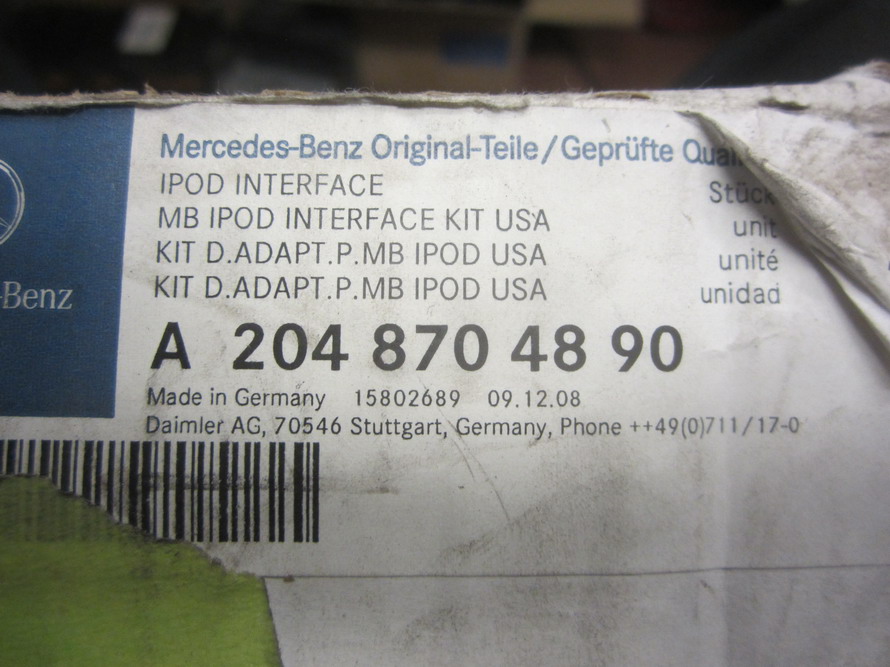 Mercedes-Benz Original-Teile/Geprüfte
IPOD INTERFACE Stück
MB IPOD INTERFACE KIT USA unit
KIT D.ADAPT.P.MB IPOD USA unité
KIT D.ADAPT.P.MB IPOD USA unidad
-Benz
A 204 870 48 90
Made in Germany 15802689 09.12.08
Daimler AG, 70546 Stuttgart, Germany, Phone ++49(0)711/17-0